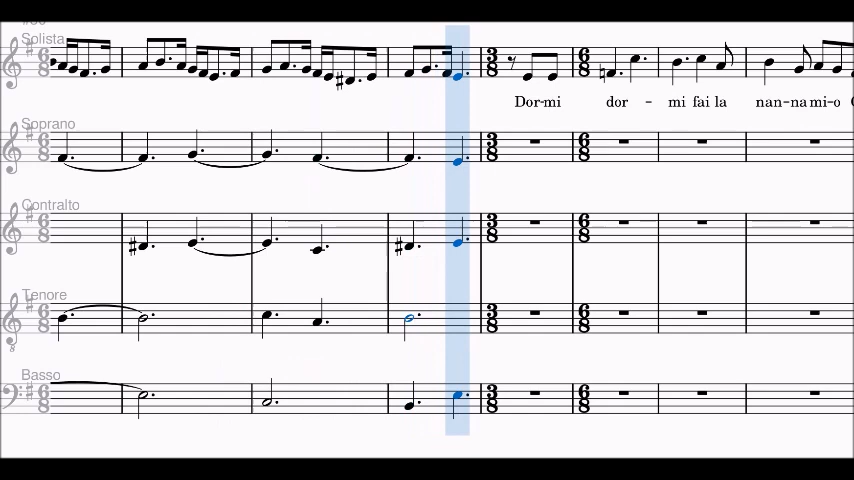 Solista
Dor-mi dor - mi fai la nan-na mi-o
Soprano
Contralto
Tenore
Basso